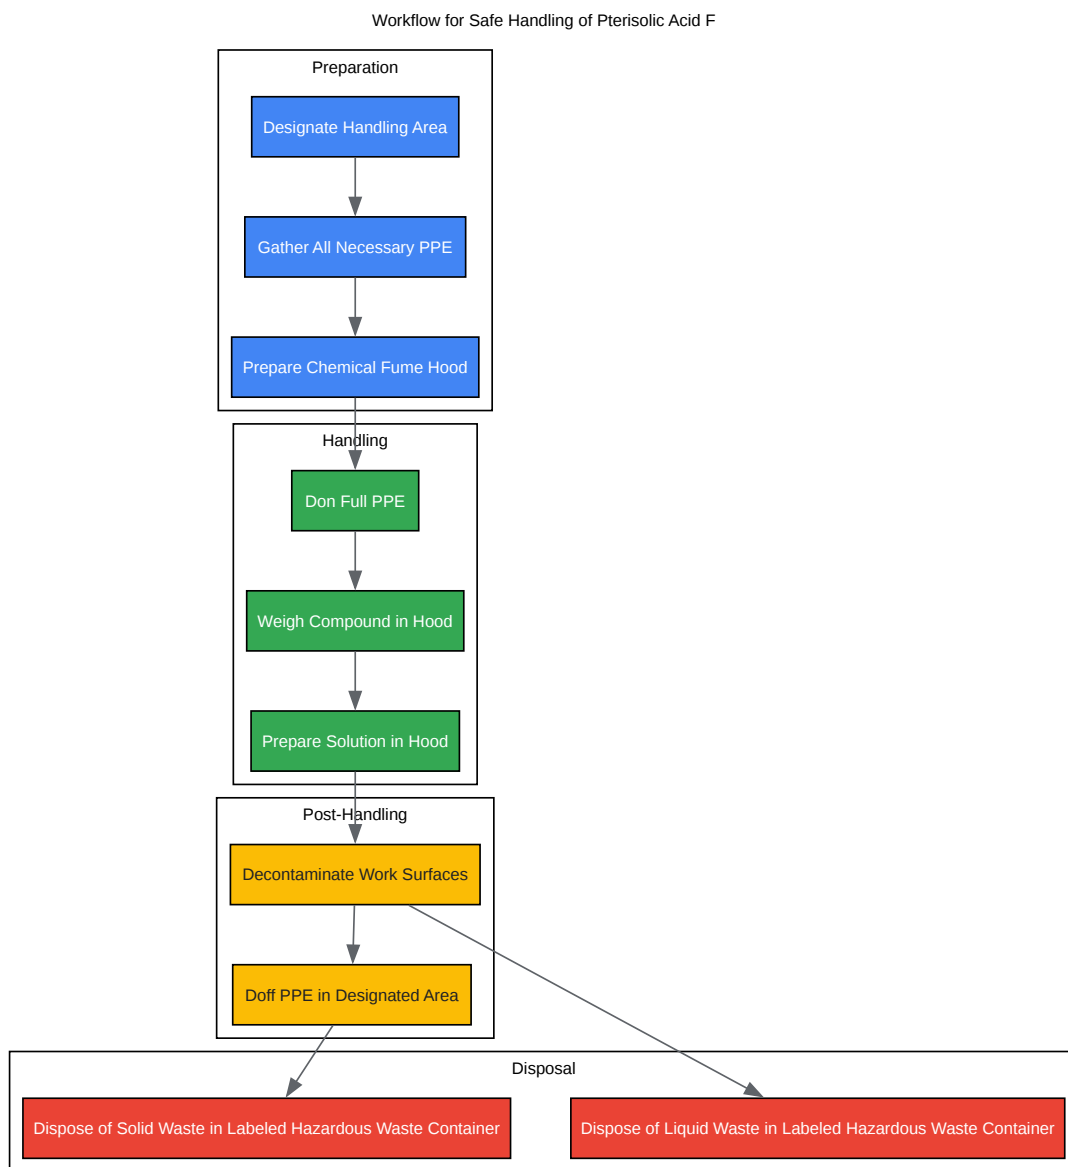 Workflow for Safe Handling of Pterisolic Acid F
Preparation
Designate Handling Area
Gather All Necessary PPE
Prepare Chemical Fume Hood
Handling
Don Full PPE
Weigh Compound in Hood
Prepare Solution in Hood
Post-Handling
Decontaminate Work Surfaces
Doff PPE in Designated Area
Disposal
Dispose of Solid Waste in Labeled Hazardous Waste Container
Dispose of Liquid Waste in Labeled Hazardous Waste Container